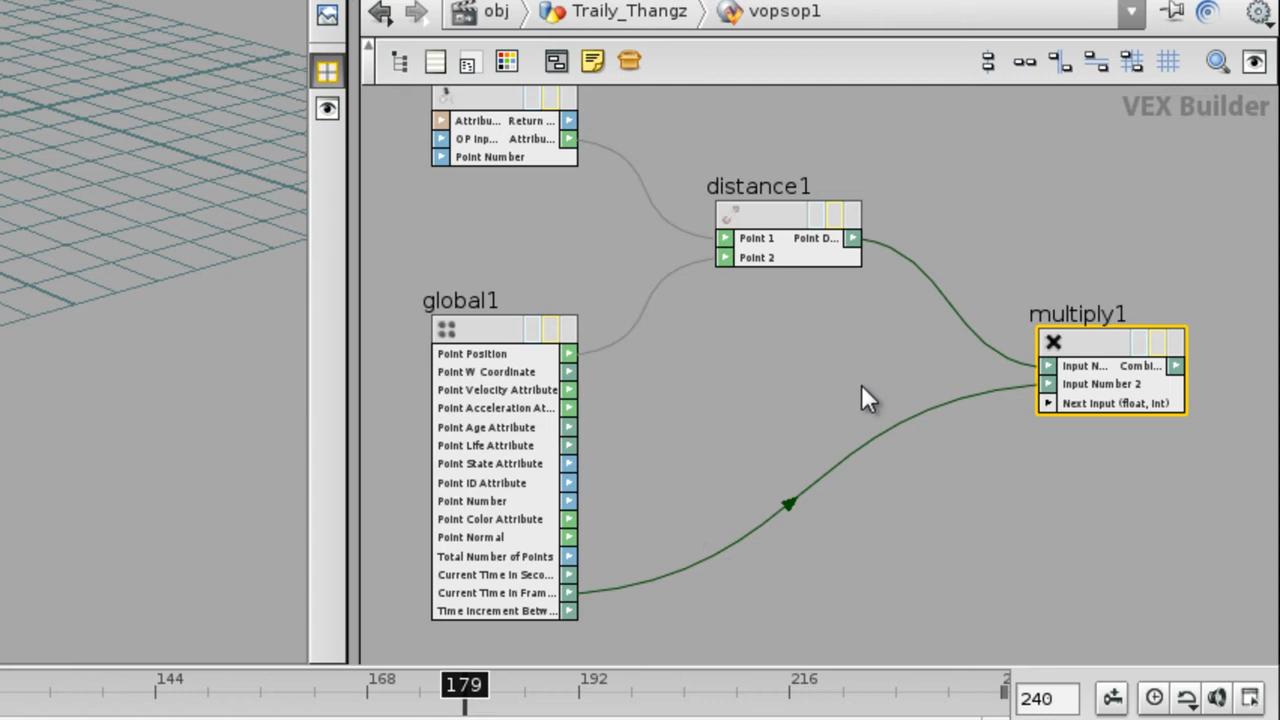 obj Traily_Thangz vopsop1
VEX Builder
Attribu... Return ...
OP Inp... Attribu...
Point Number
distance1
Point 1 Point D...
Point 2
global1
Point Position
Point W Coordinate
Point Velocity Attribute
Point Acceleration At...
Point Age Attribute
Point Life Attribute
Point State Attribute
Point ID Attribute
Point Number
Point Color Attribute
Point Normal
Total Number of Points
Current Time in Seco...
Current Time in Fram...
Time Increment Betw...
multiply1
Input N... Combi...
Input Number 2
Next Input (float, int)
144 168 179 192 216
240